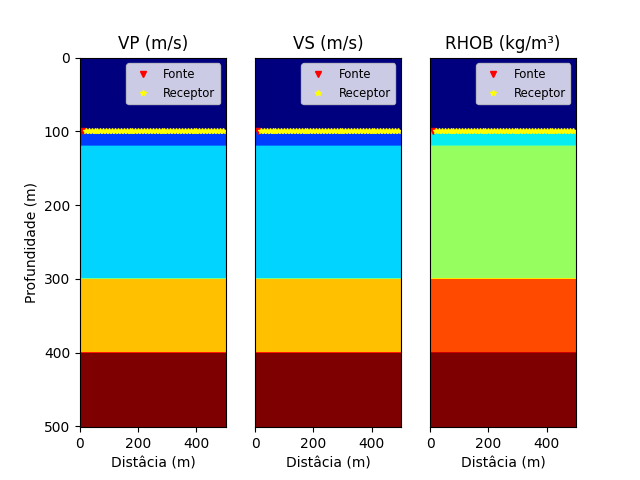 VP (m/s)
VS (m/s)
RHOB (kg/m³)
Fonte
Receptor
Fonte
Receptor
Fonte
Receptor
Profundidade (m)
0
100
200
300
400
500
0 200 400
0 200 400
0 200 400
Distâcia (m)
Distâcia (m)
Distâcia (m)